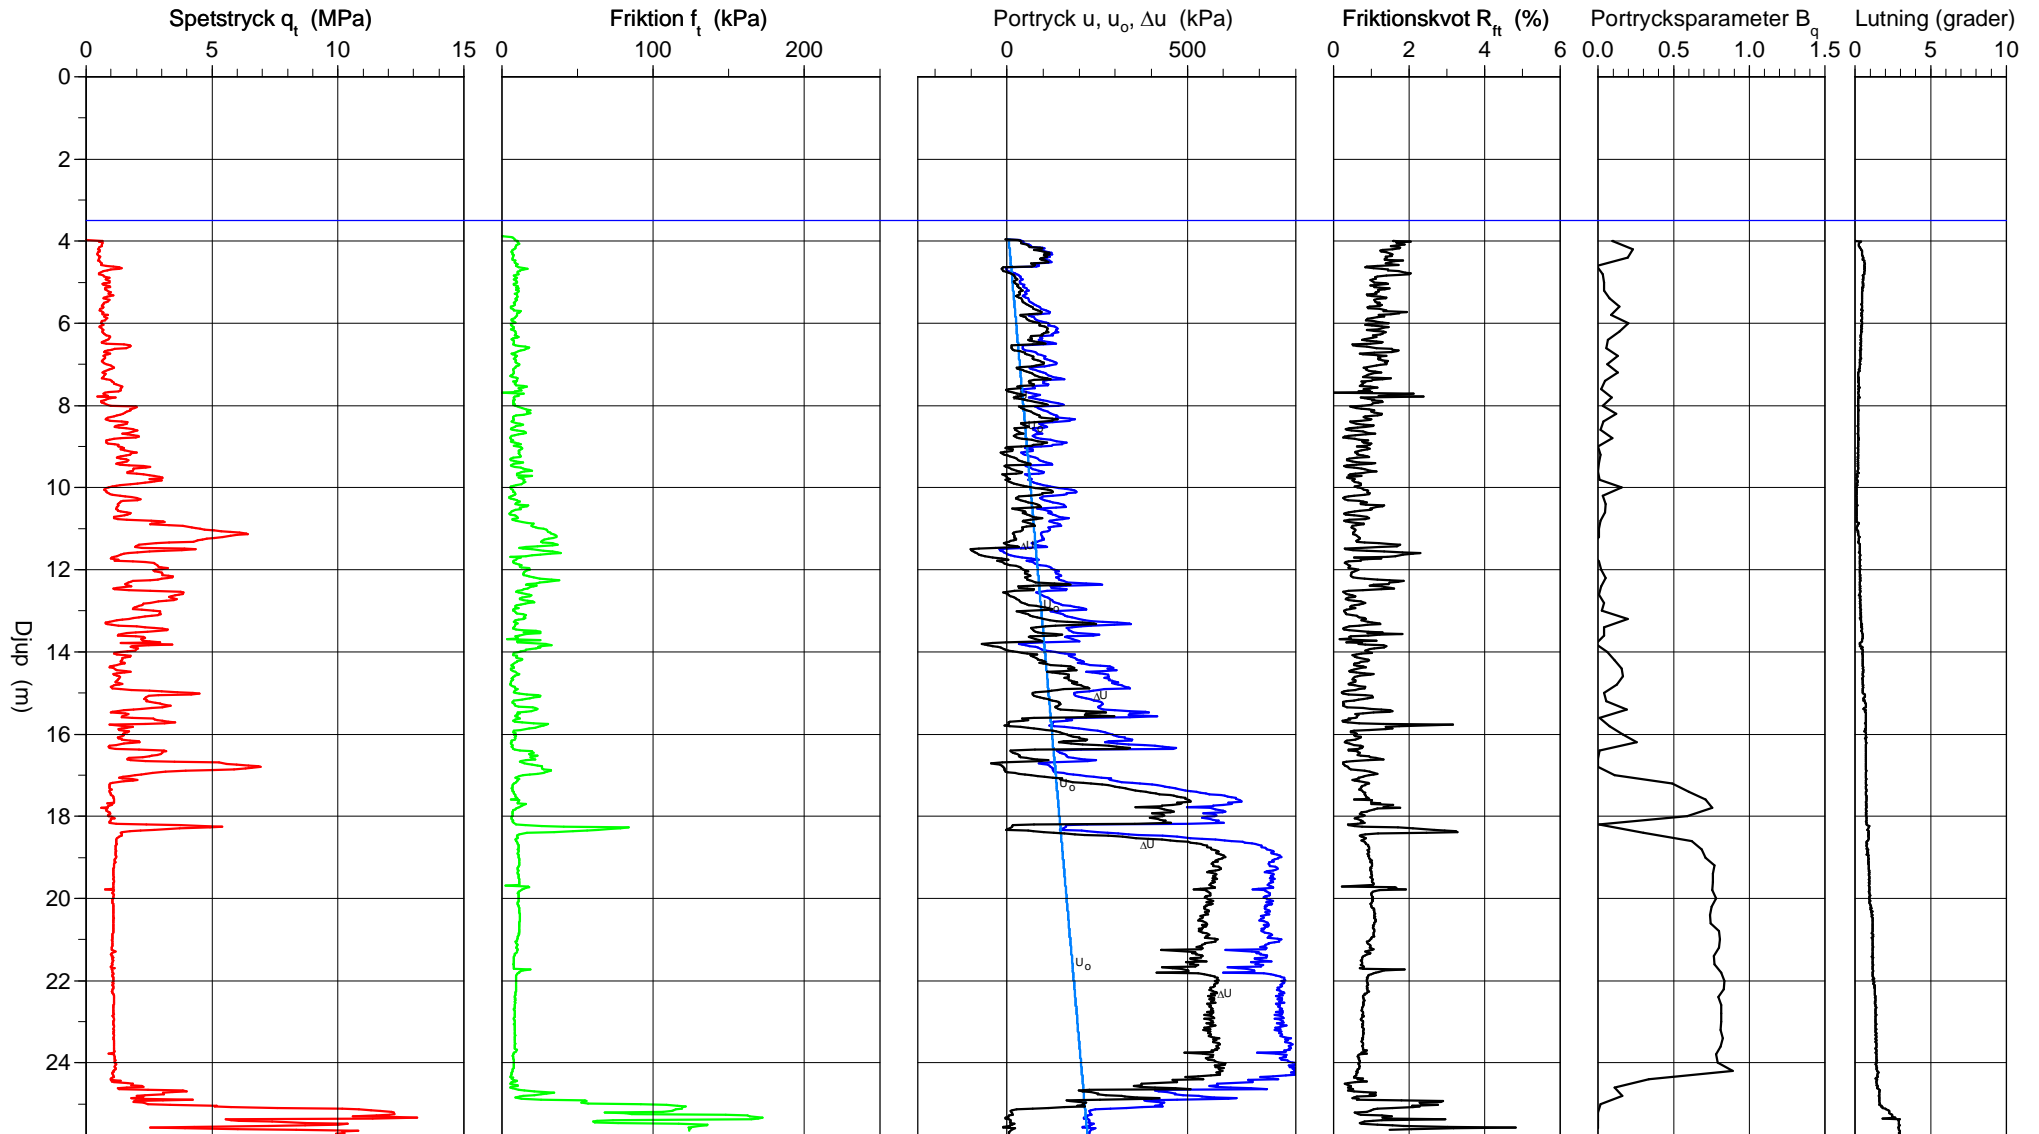 Spetstryck qt (MPa)
Friktion ft (kPa)
Portryck u, uo, Δu (kPa)
Friktionskvot Rft (%)
Portrycksparameter Bq
Lutning (grader)
0 5 10 15
0 100 200
0 500
0 2 4 6
0.0 0.5 1.0 1.5
0 5 10
0
2
4
6
8
10
12
14
16
18
20
22
24
Djup (m)
ΔU
Uo
ΔU
Uo
ΔU
Uo
ΔU